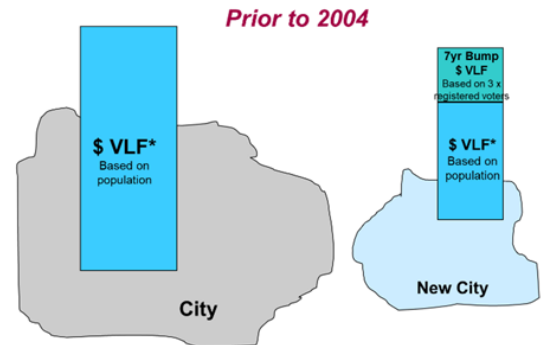 Prior to 2004
$ VLF*
Based on
population
City
7yr Bump
$ VLF
Based on 3 x
registered voters
$ VLF*
Based on
population
New City